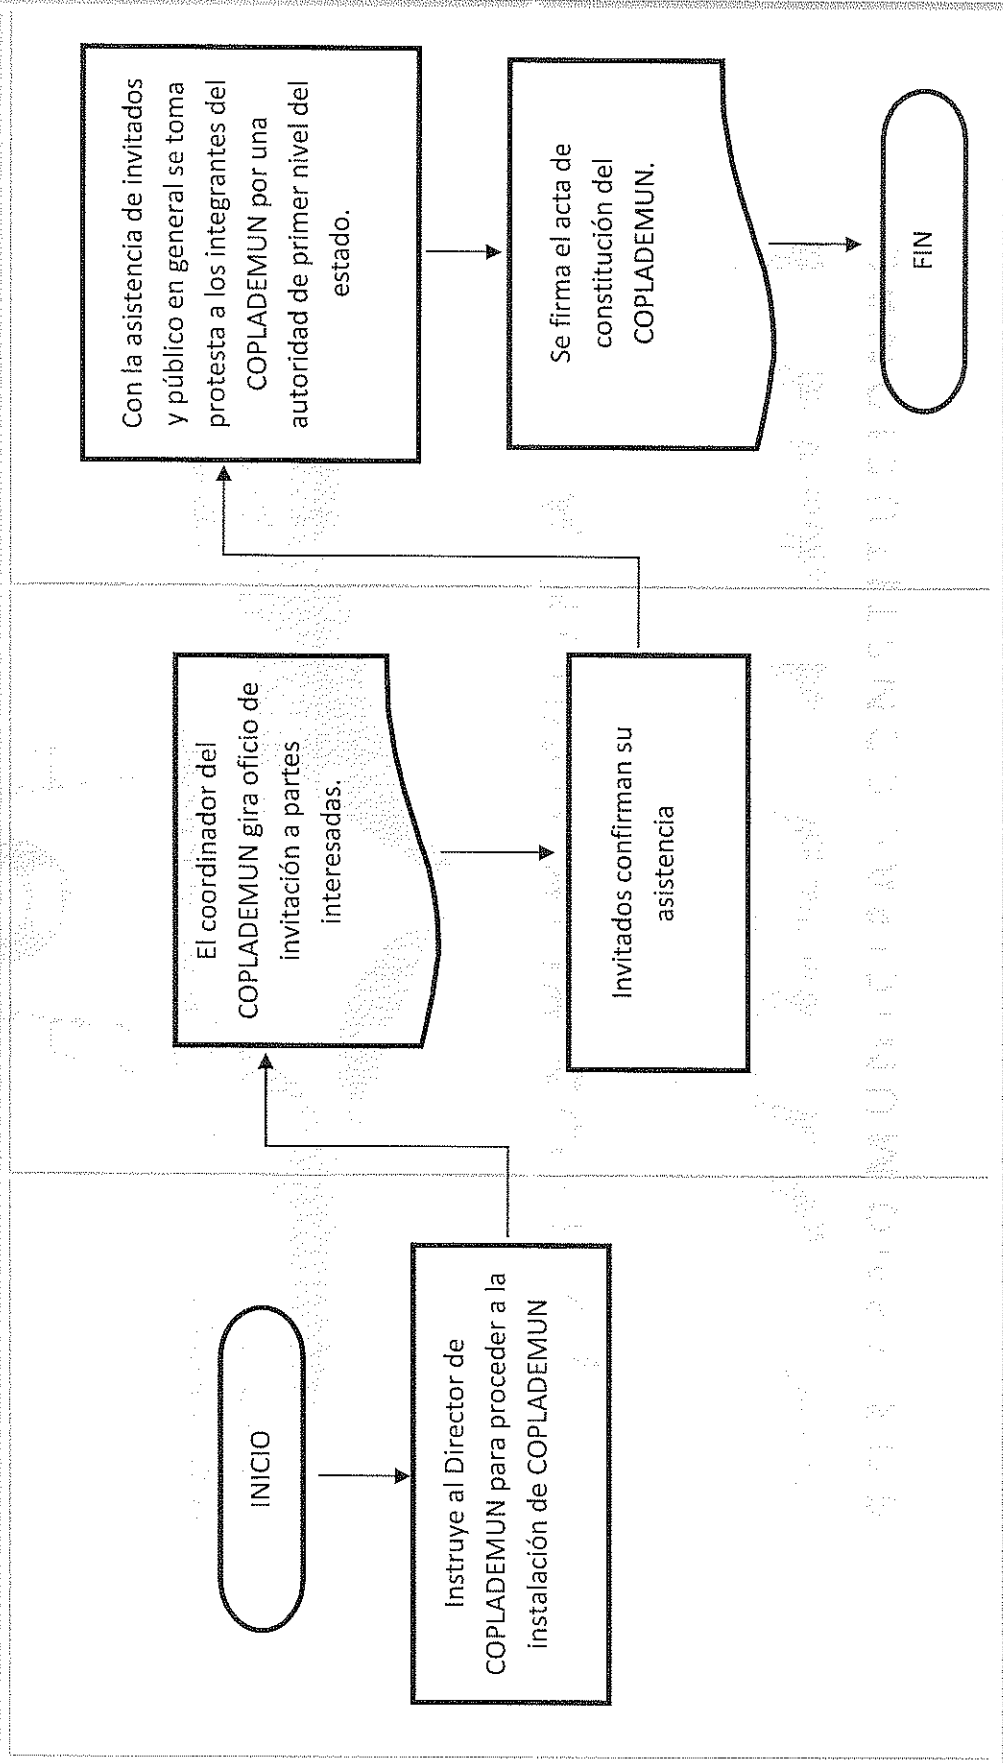 INICIO
Instruye al Director de
COPLADEMUN para proceder a la
instalación de COPLADEMUN
El coordinador del
COPLADEMUN gira oficio de
invitación a partes
interesadas.
Invitados confirman su
asistencia
Con la asistencia de invitados
y público en general se toma
protesta a los integrantes del
COPLADEMUN por una
autoridad de primer nivel del
estado.
Se firma el acta de
constitución del
COPLADEMUN.
FIN